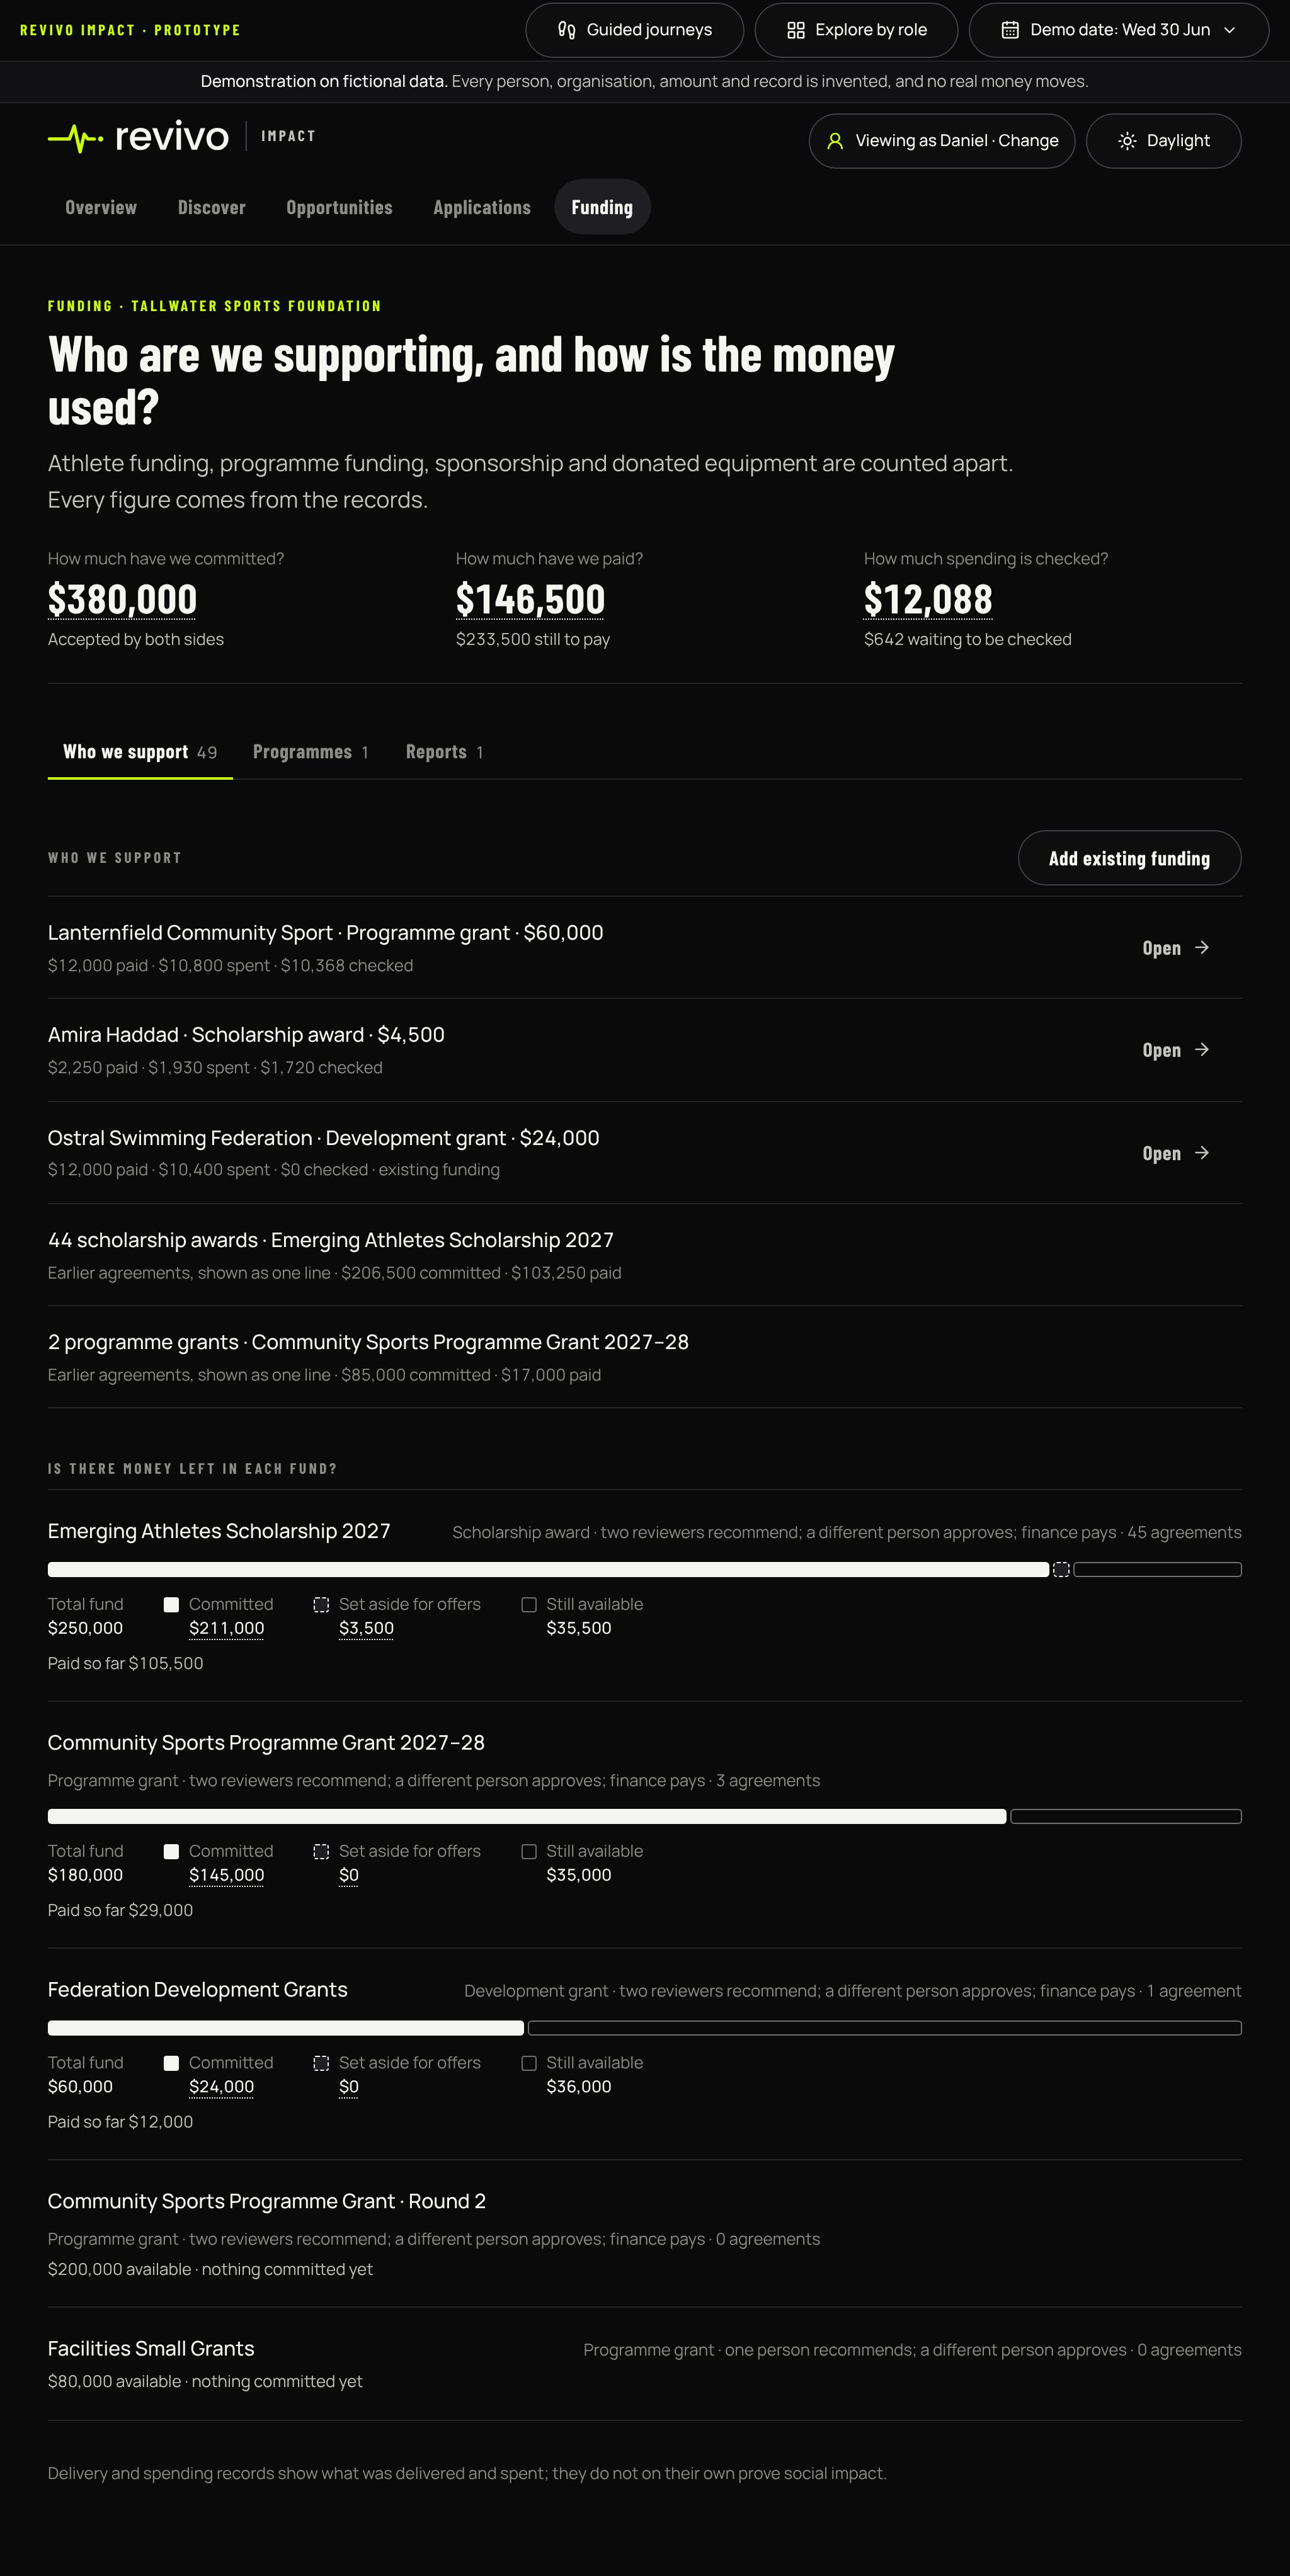 REVIVO IMPACT · PROTOTYPE
Guided journeys
Explore by role
Demo date: Wed 30 Jun
Demonstration on fictional data. Every person, organisation, amount and record is invented, and no real money moves.
revivo IMPACT
Viewing as Daniel · Change
Daylight
Overview Discover Opportunities Applications Funding
FUNDING · TALLWATER SPORTS FOUNDATION
Who are we supporting, and how is the money
used?
Athlete funding, programme funding, sponsorship and donated equipment are counted apart.
Every figure comes from the records.
How much have we committed?
$380,000
Accepted by both sides
How much have we paid?
$146,500
$233,500 still to pay
How much spending is checked?
$12,088
$642 waiting to be checked
Who we support 49 Programmes 1 Reports 1
WHO WE SUPPORT
Add existing funding
Lanternfield Community Sport · Programme grant · $60,000
$12,000 paid · $10,800 spent · $10,368 checked
Open
Amira Haddad · Scholarship award · $4,500
$2,250 paid · $1,930 spent · $1,720 checked
Open
Ostral Swimming Federation · Development grant · $24,000
$12,000 paid · $10,400 spent · $0 checked · existing funding
Open
44 scholarship awards · Emerging Athletes Scholarship 2027
Earlier agreements, shown as one line · $206,500 committed · $103,250 paid
2 programme grants · Community Sports Programme Grant 2027–28
Earlier agreements, shown as one line · $85,000 committed · $17,000 paid
IS THERE MONEY LEFT IN EACH FUND?
Emerging Athletes Scholarship 2027
Scholarship award · two reviewers recommend; a different person approves; finance pays · 45 agreements
Total fund Committed Set aside for offers Still available
$250,000 $211,000 $3,500 $35,500
Paid so far $105,500
Community Sports Programme Grant 2027–28
Programme grant · two reviewers recommend; a different person approves; finance pays · 3 agreements
Total fund Committed Set aside for offers Still available
$180,000 $145,000 $0 $35,000
Paid so far $29,000
Federation Development Grants
Development grant · two reviewers recommend; a different person approves; finance pays · 1 agreement
Total fund Committed Set aside for offers Still available
$60,000 $24,000 $0 $36,000
Paid so far $12,000
Community Sports Programme Grant · Round 2
Programme grant · two reviewers recommend; a different person approves; finance pays · 0 agreements
$200,000 available · nothing committed yet
Facilities Small Grants
Programme grant · one person recommends; a different person approves · 0 agreements
$80,000 available · nothing committed yet
Delivery and spending records show what was delivered and spent; they do not on their own prove social impact.